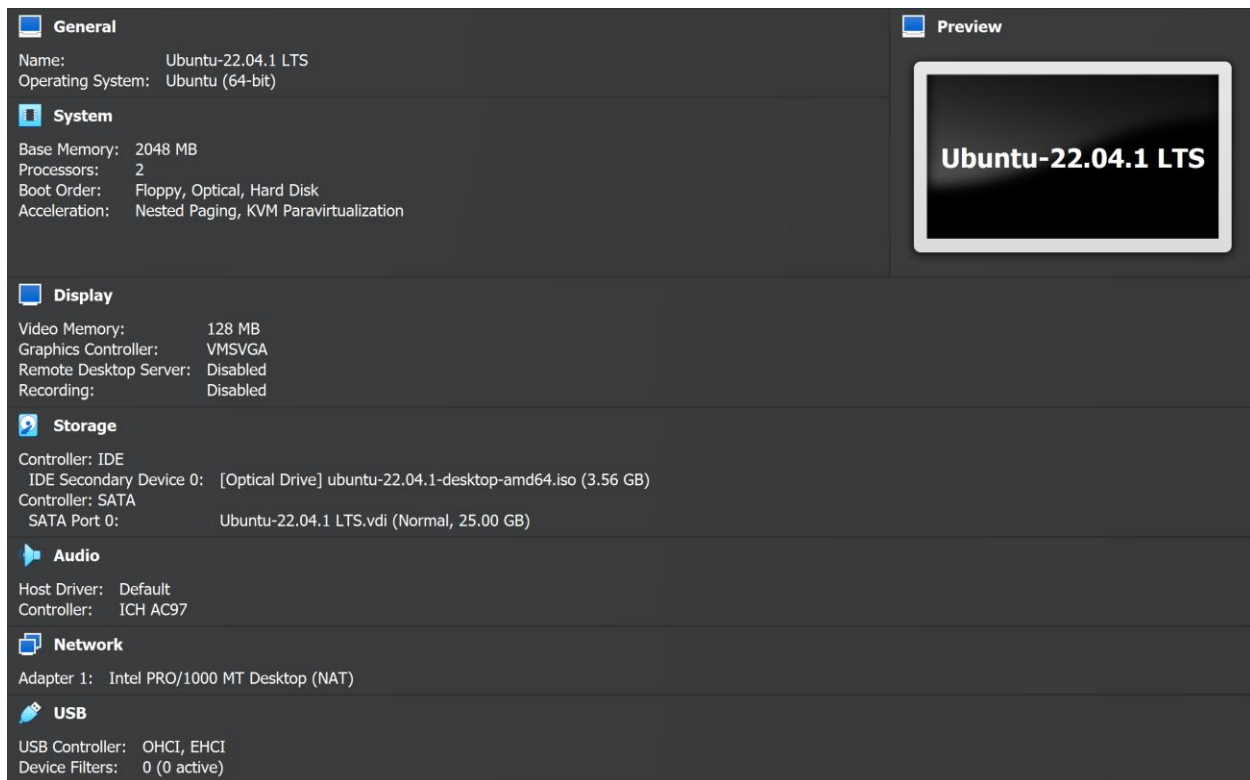 General
Name: Ubuntu-22.04.1 LTS
Operating System: Ubuntu (64-bit)
System
Base Memory: 2048 MB
Processors: 2
Boot Order: Floppy, Optical, Hard Disk
Acceleration: Nested Paging, KVM Paravirtualization
Preview
Ubuntu-22.04.1 LTS
Display
Video Memory: 128 MB
Graphics Controller: VMSVGA
Remote Desktop Server: Disabled
Recording: Disabled
Storage
Controller: IDE
IDE Secondary Device 0: [Optical Drive] ubuntu-22.04.1-desktop-amd64.iso (3.56 GB)
Controller: SATA
SATA Port 0: Ubuntu-22.04.1 LTS.vdi (Normal, 25.00 GB)
Audio
Host Driver: Default
Controller: ICH AC97
Network
Adapter 1: Intel PRO/1000 MT Desktop (NAT)
USB
USB Controller: OHCI, EHCI
Device Filters: 0 (0 active)